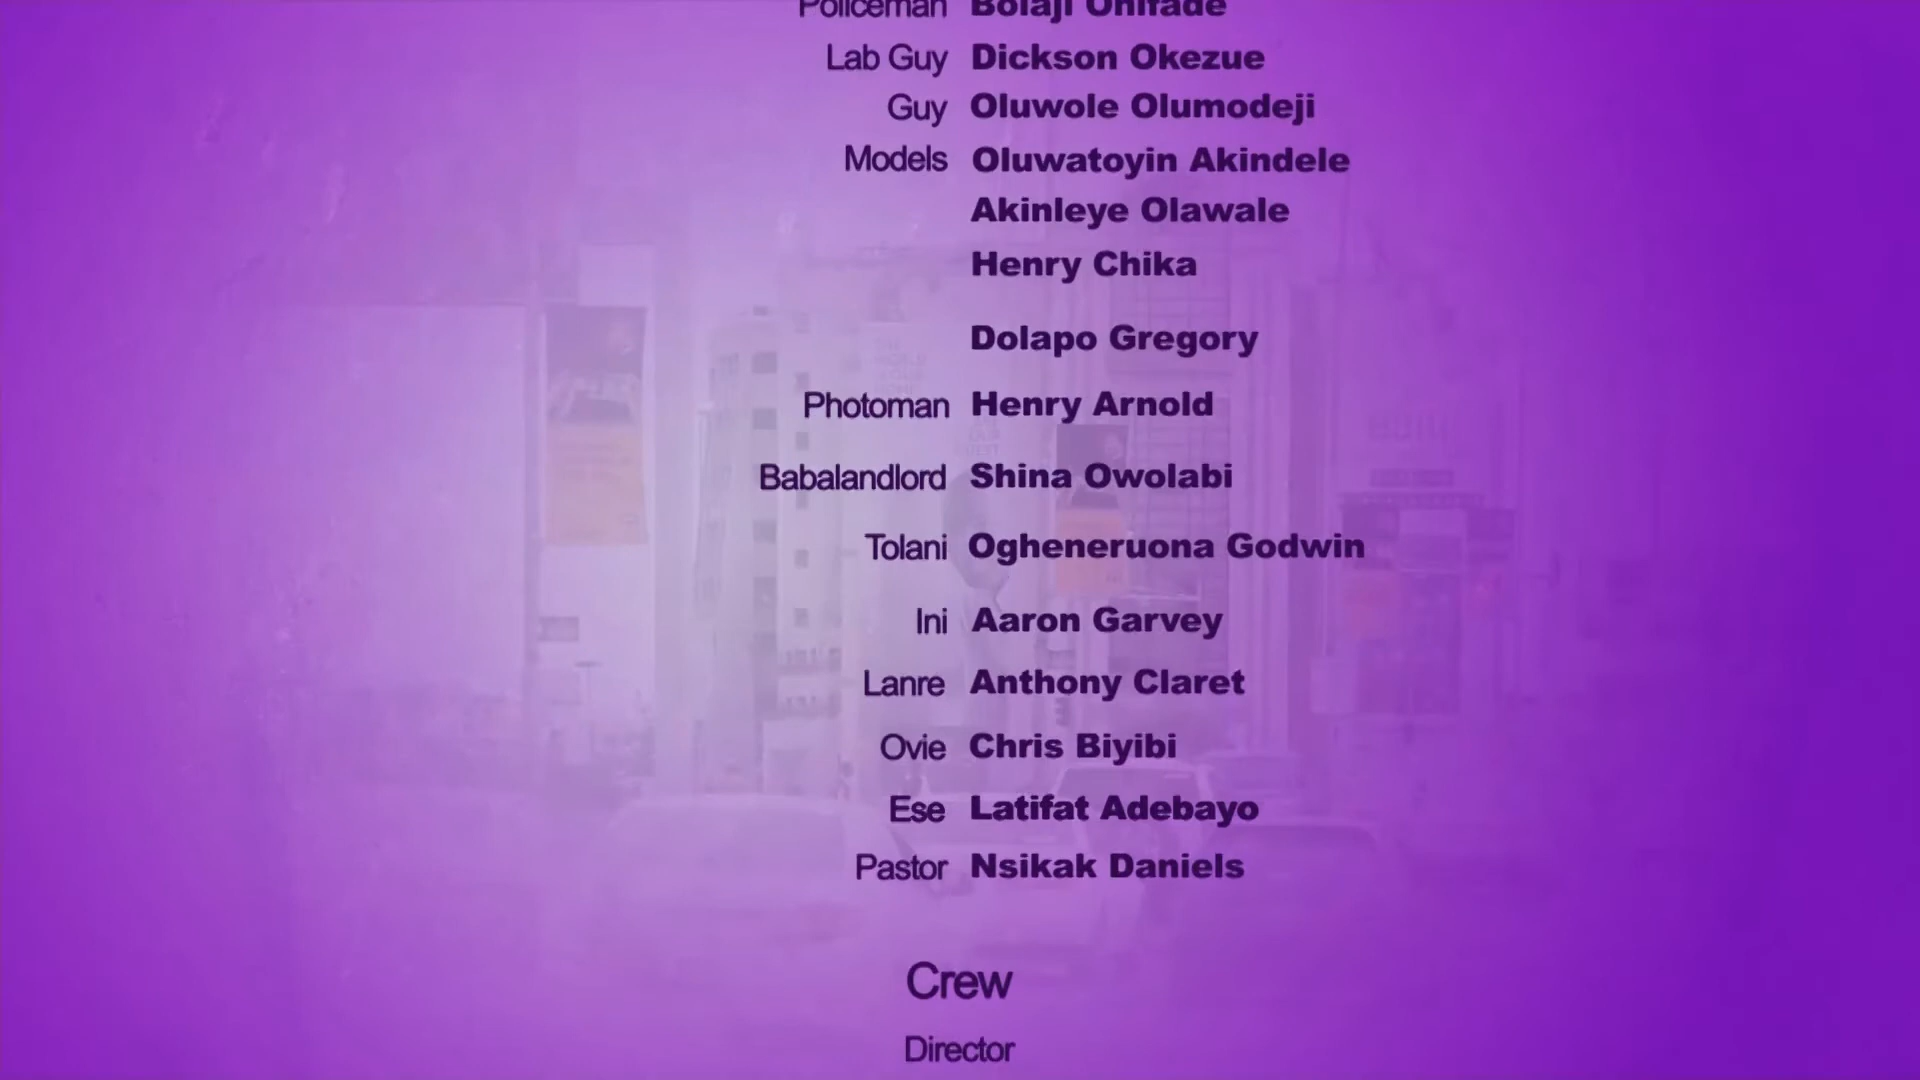 Policeman Bolaji Onifade
Lab Guy Dickson Okezue
Guy Oluwole Olumodeji
Models Oluwatoyin Akindele
Akinleye Olawale
Henry Chika
Dolapo Gregory
Photoman Henry Arnold
Babalandlord Shina Owolabi
Tolani Ogheneruona Godwin
Ini Aaron Garvey
Lanre Anthony Claret
Ovie Chris Biyibi
Ese Latifat Adebayo
Pastor Nsikak Daniels
Crew
Director